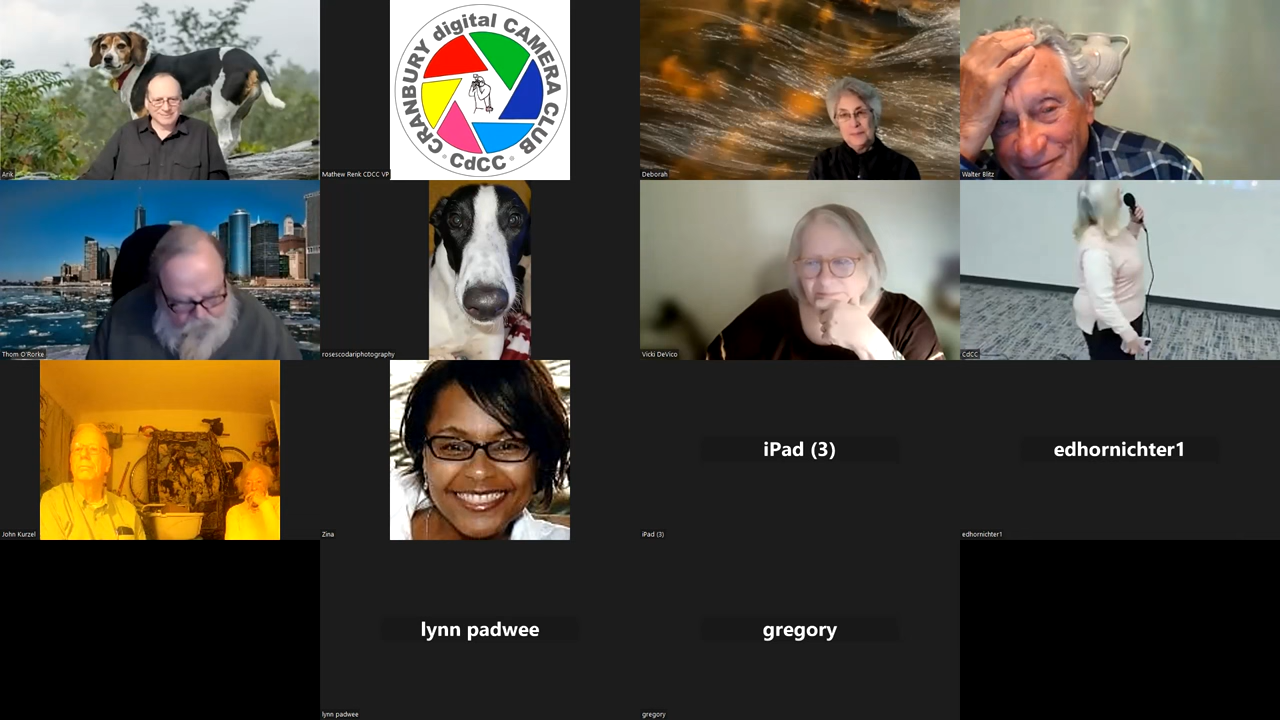 Arik
CRANBURY digital CAMERA CLUB
• CdCC •
Mathew Renk CDCC VP
Deborah
Walter Blitz
Thom O'Rorke
rosescodariphotography
Vicki DeVico
CdCC
John Kurzel
Zina
iPad (3)
iPad (3)
edhornichter1
edhornichter1
lynn padwee
lynn padwee
gregory
gregory